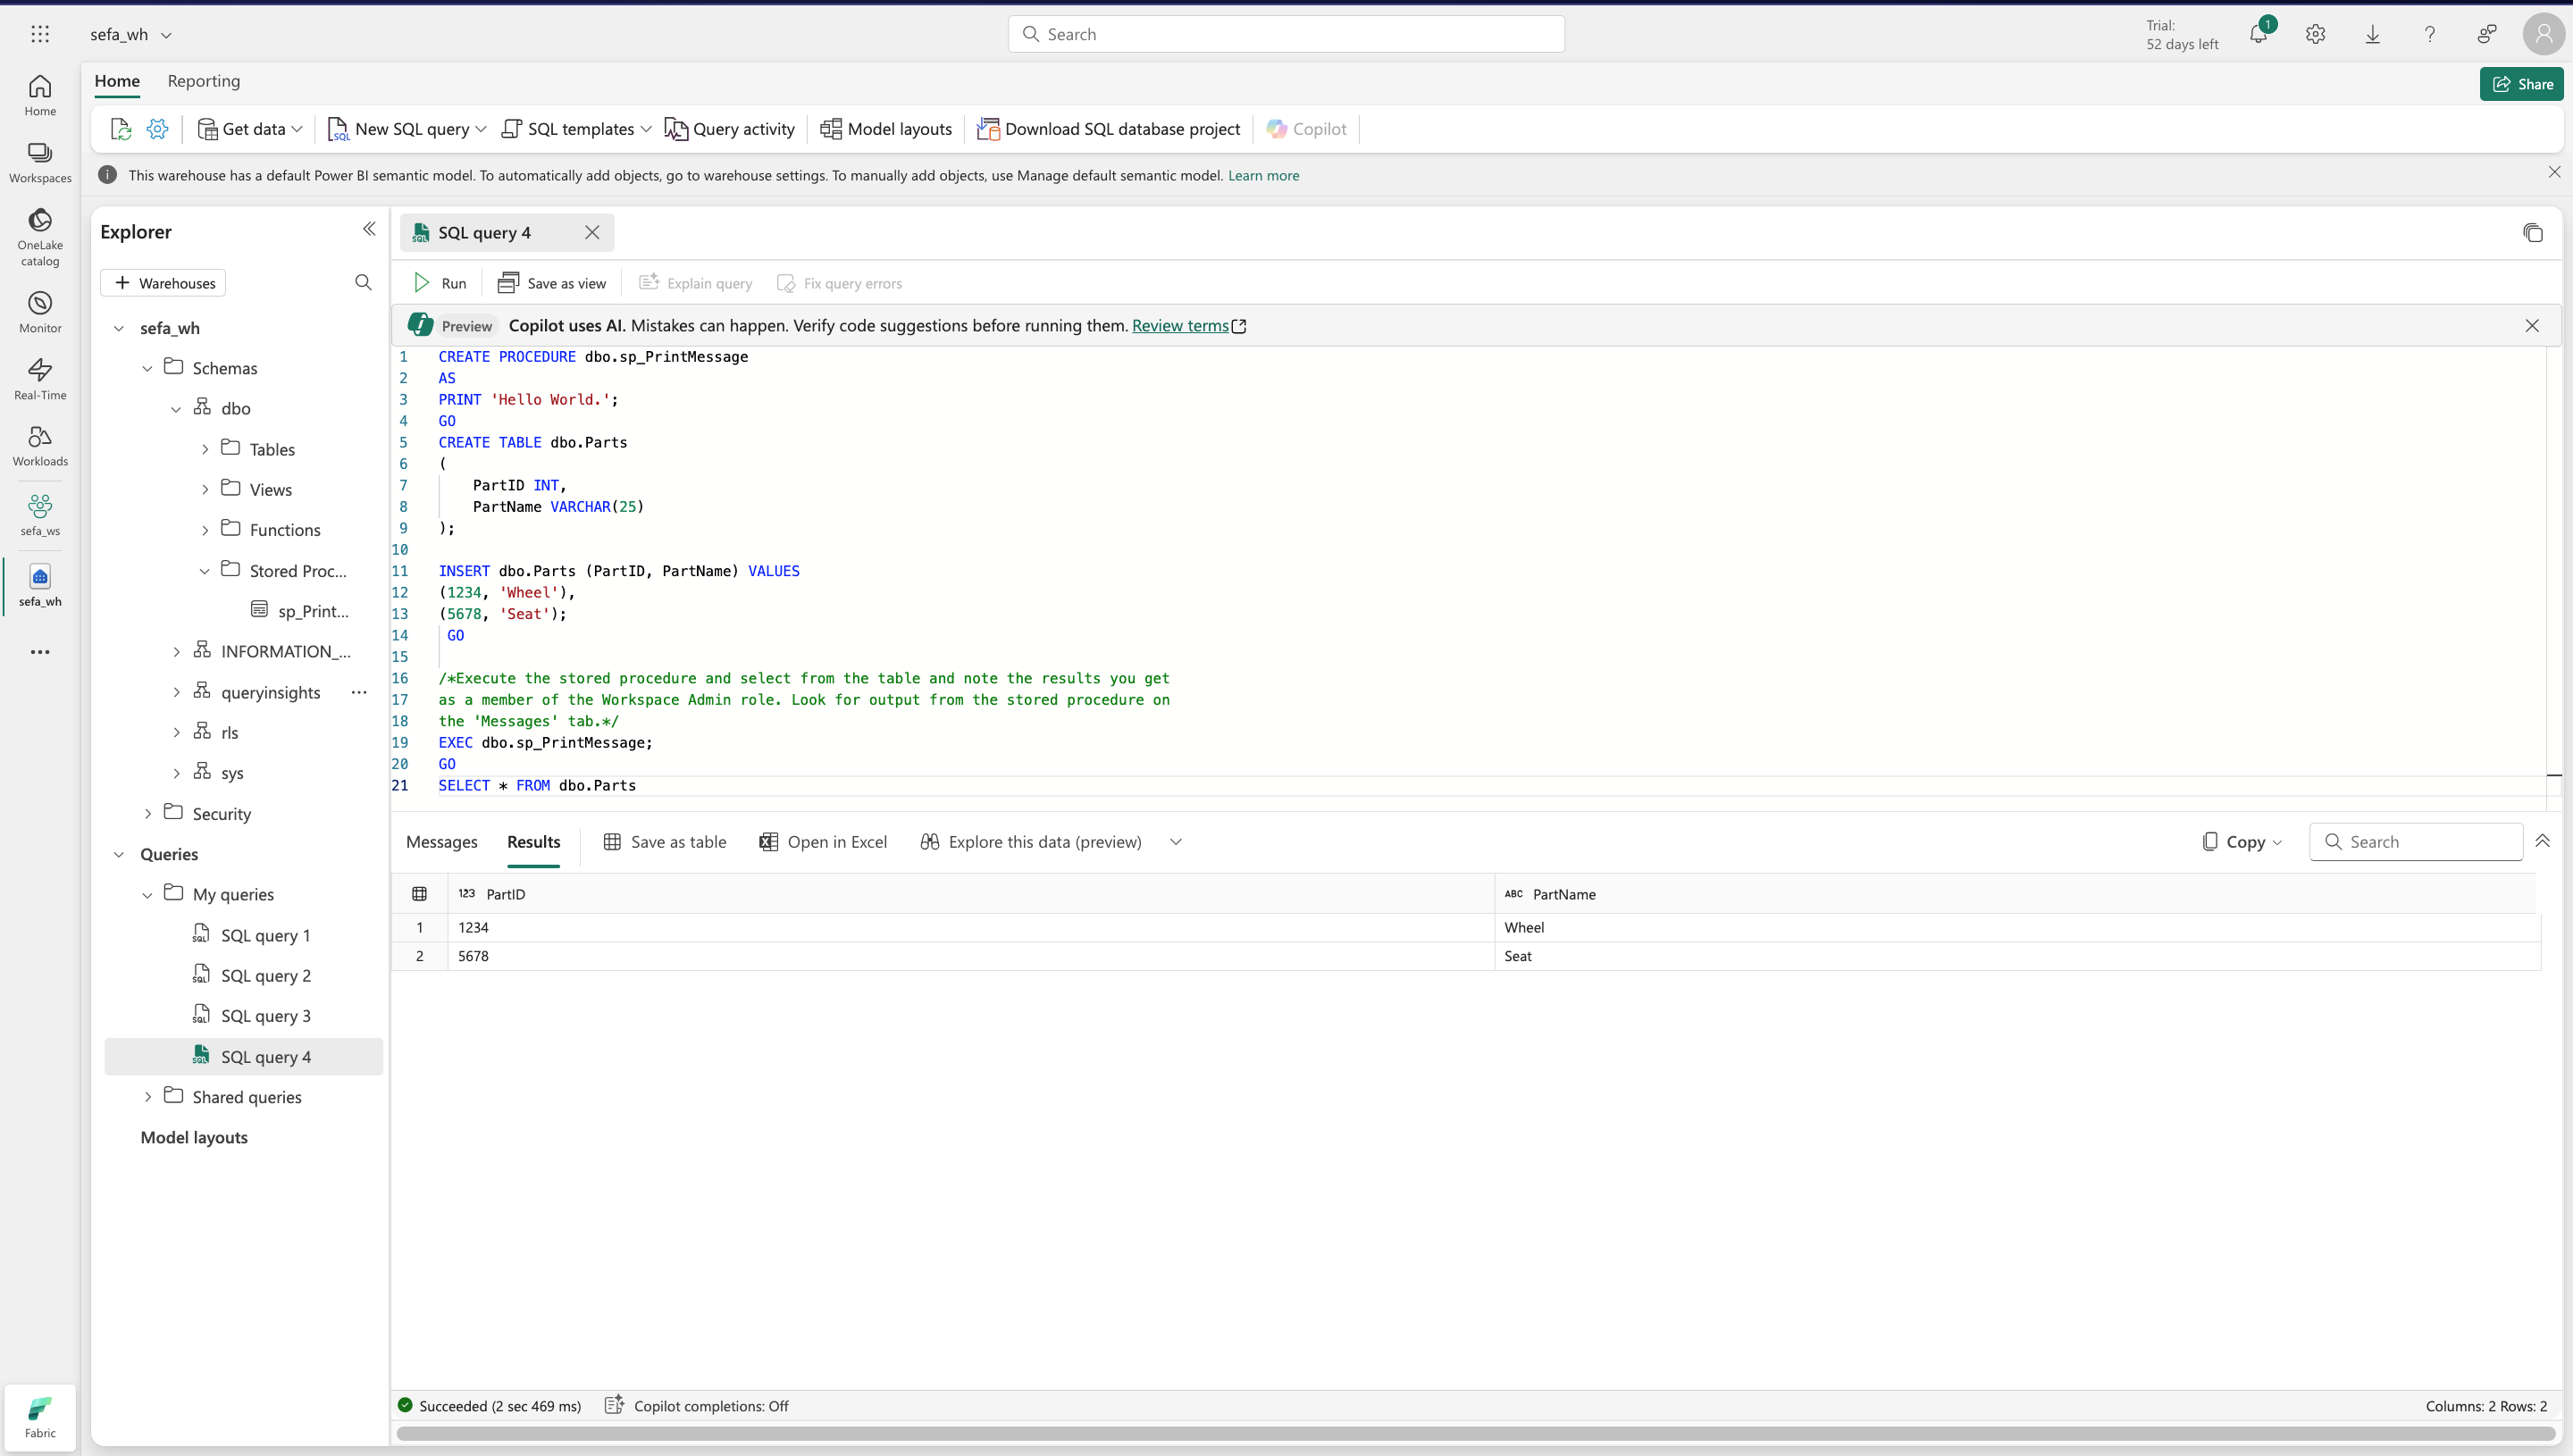 sefa_wh
Search
Trial:
52 days left
1
Home
Workspaces
OneLake
catalog
Monitor
Real-Time
Workloads
sefa_ws
sefa_wh
Fabric
Home
Reporting
Share
Get data
New SQL query
SQL templates
Query activity
Model layouts
Download SQL database project
Copilot
This warehouse has a default Power BI semantic model. To automatically add objects, go to warehouse settings. To manually add objects, use Manage default semantic model. Learn more
Explorer
+ Warehouses
sefa_wh
Schemas
dbo
Tables
Views
Functions
Stored Proc...
sp_Print...
INFORMATION_...
queryinsights
rls
sys
Security
Queries
My queries
SQL query 1
SQL query 2
SQL query 3
SQL query 4
Shared queries
Model layouts
SQL query 4
Run
Save as view
Explain query
Fix query errors
Preview Copilot uses AI. Mistakes can happen. Verify code suggestions before running them. Review terms
1 CREATE PROCEDURE dbo.sp_PrintMessage
2 AS
3 PRINT 'Hello World.';
4 GO
5 CREATE TABLE dbo.Parts
6 (
7 PartID INT,
8 PartName VARCHAR(25)
9 );
10
11 INSERT dbo.Parts (PartID, PartName) VALUES
12 (1234, 'Wheel'),
13 (5678, 'Seat');
14 GO
15
16 /*Execute the stored procedure and select from the table and note the results you get
17 as a member of the Workspace Admin role. Look for output from the stored procedure on
18 the 'Messages' tab.*/
19 EXEC dbo.sp_PrintMessage;
20 GO
21 SELECT * FROM dbo.Parts
Messages
Results
Save as table
Open in Excel
Explore this data (preview)
Copy
Search
123 PartID
ABC PartName
1 1234 Wheel
2 5678 Seat
Succeeded (2 sec 469 ms)
Copilot completions: Off
Columns: 2 Rows: 2